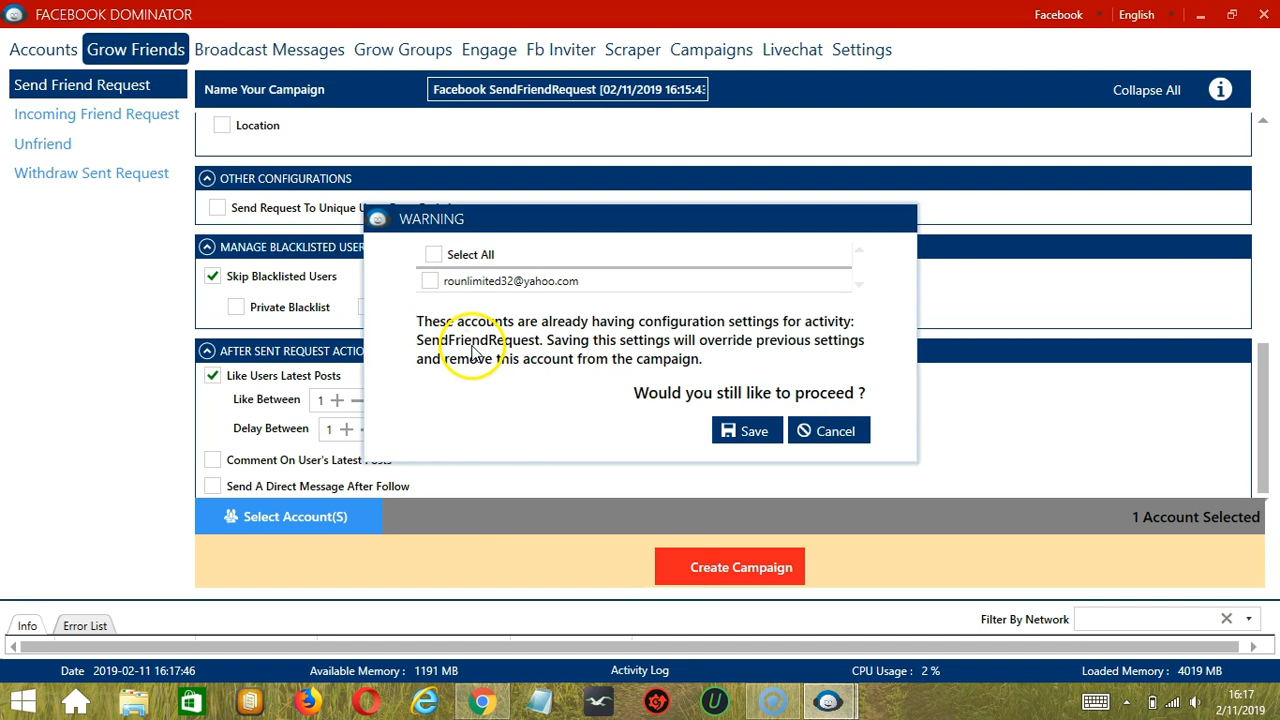 FACEBOOK DOMINATOR
Facebook
English
Accounts
Grow Friends
Broadcast Messages
Grow Groups
Engage
Fb Inviter
Scraper
Campaigns
Livechat
Settings
Send Friend Request
Incoming Friend Request
Unfriend
Withdraw Sent Request
Name Your Campaign
Facebook SendFriendRequest [02/11/2019 16:15:43
Collapse All
Location
OTHER CONFIGURATIONS
Send Request To Unique
MANAGE BLACKLISTED USER
Skip Blacklisted Users
Private Blacklist
AFTER SENT REQUEST ACTIO
Like Users Latest Posts
Like Between
1
Delay Between
1
Comment On User's Latest Posts
Send A Direct Message After Follow
WARNING
Select All
rounlimited32@yahoo.com
These accounts are already having configuration settings for activity:
SendFriendRequest. Saving this settings will override previous settings
and remove this account from the campaign.
Would you still like to proceed ?
Save
Cancel
Select Account(S)
1 Account Selected
Create Campaign
Info
Error List
Filter By Network
Date 2019-02-11 16:17:46
Available Memory : 1191 MB
Activity Log
CPU Usage : 2 %
Loaded Memory : 4019 MB
16:17
2/11/2019